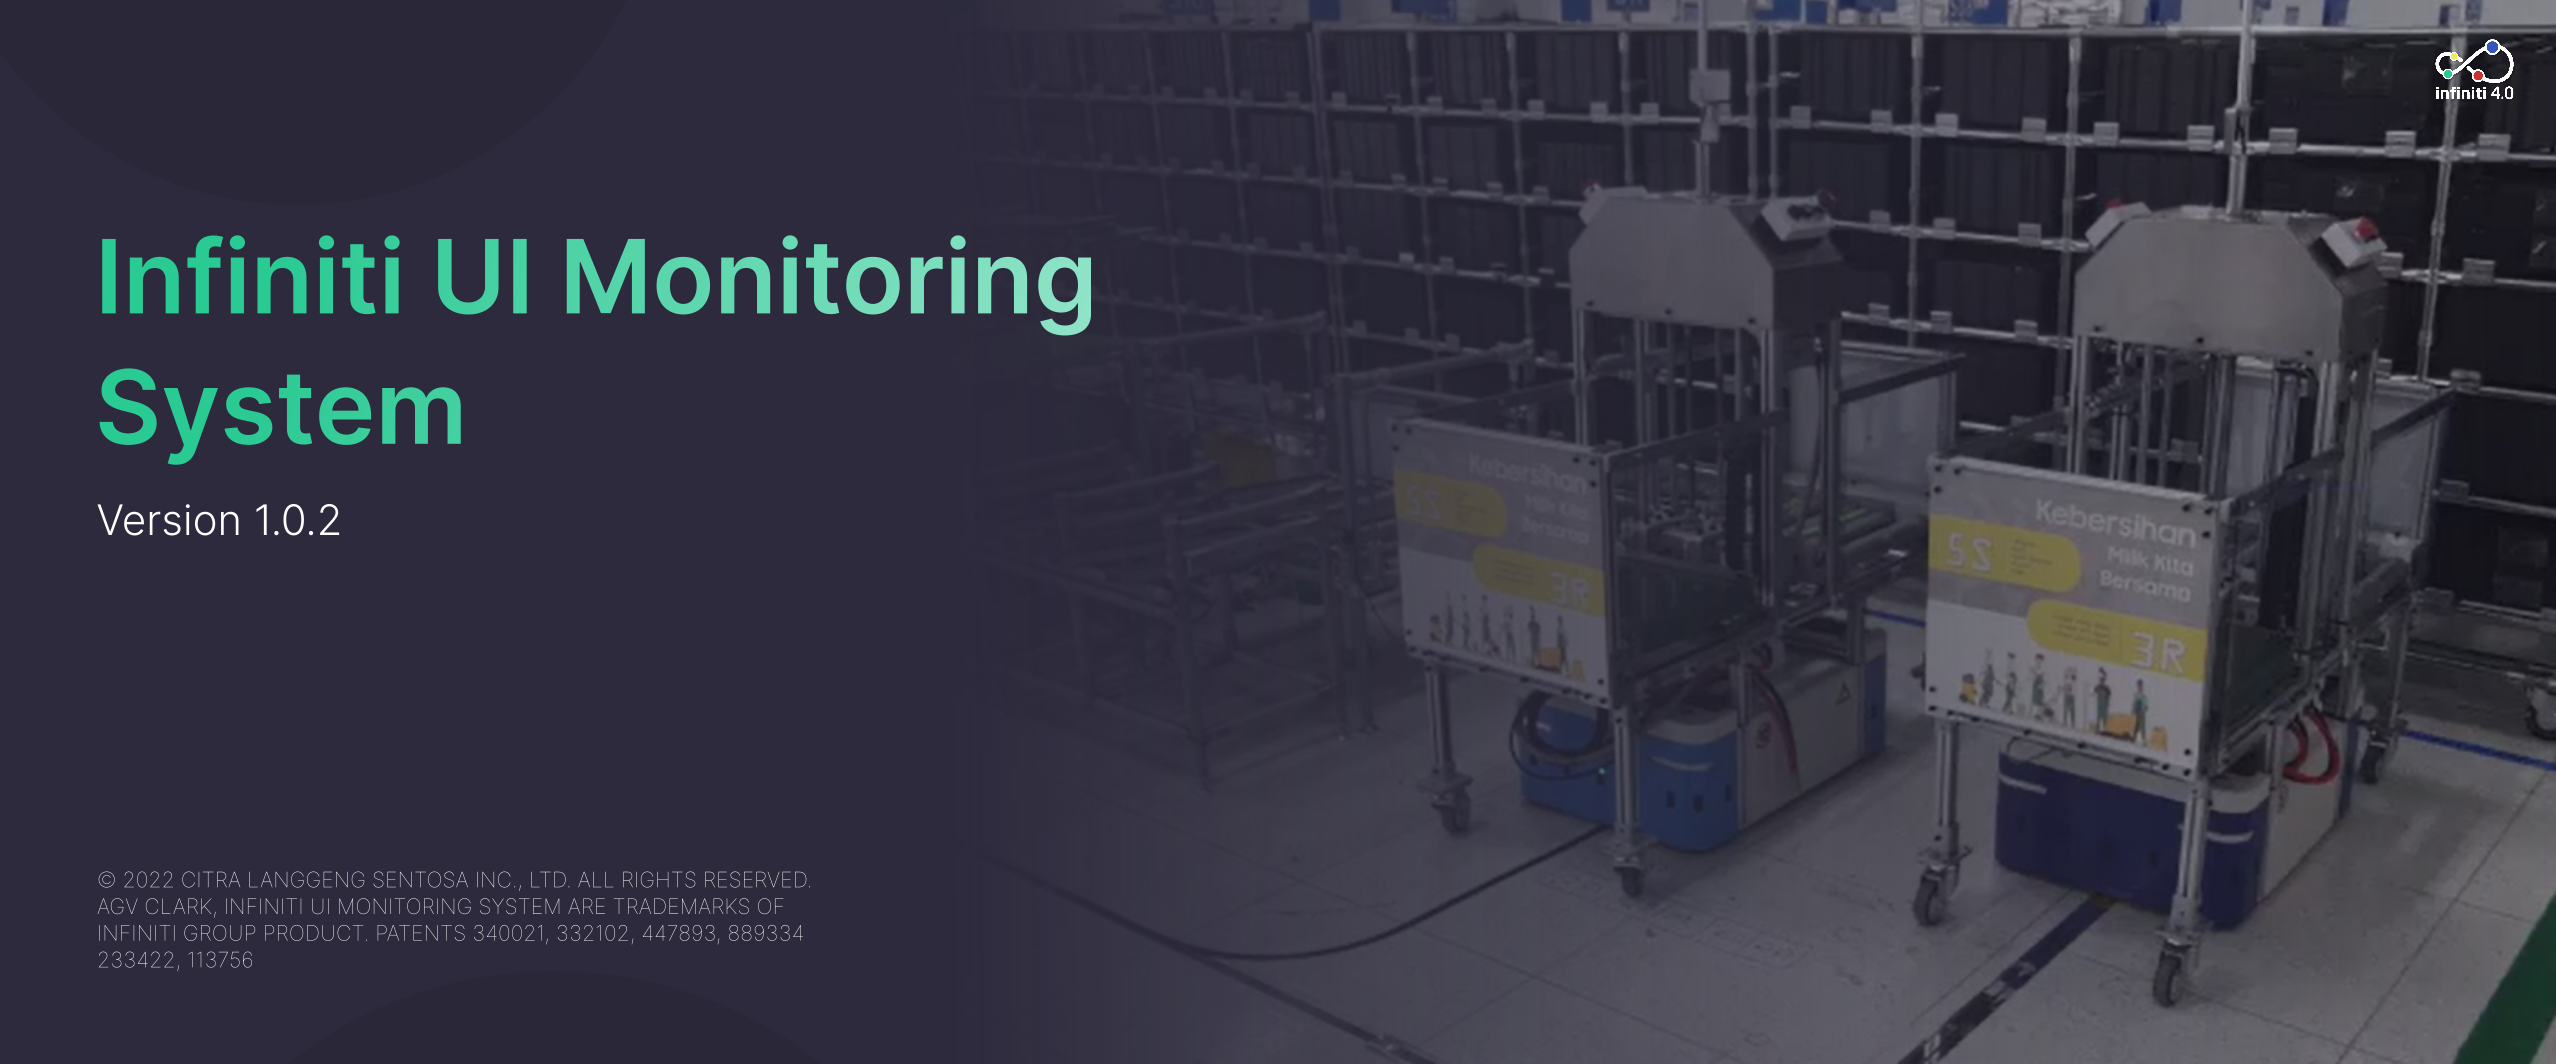 infiniti 4.0
Infiniti UI Monitoring
System
Version 1.0.2
© 2022 CITRA LANGGENG SENTOSA INC., LTD. ALL RIGHTS RESERVED.
AGV CLARK, INFINITI UI MONITORING SYSTEM ARE TRADEMARKS OF
INFINITI GROUP PRODUCT. PATENTS 340021, 332102, 447893, 889334
233422, 113756
Kebersihan
Milik Kita
Bersama
5S
3R
Kebersihan
Milik Kita
Bersama
5S
3R